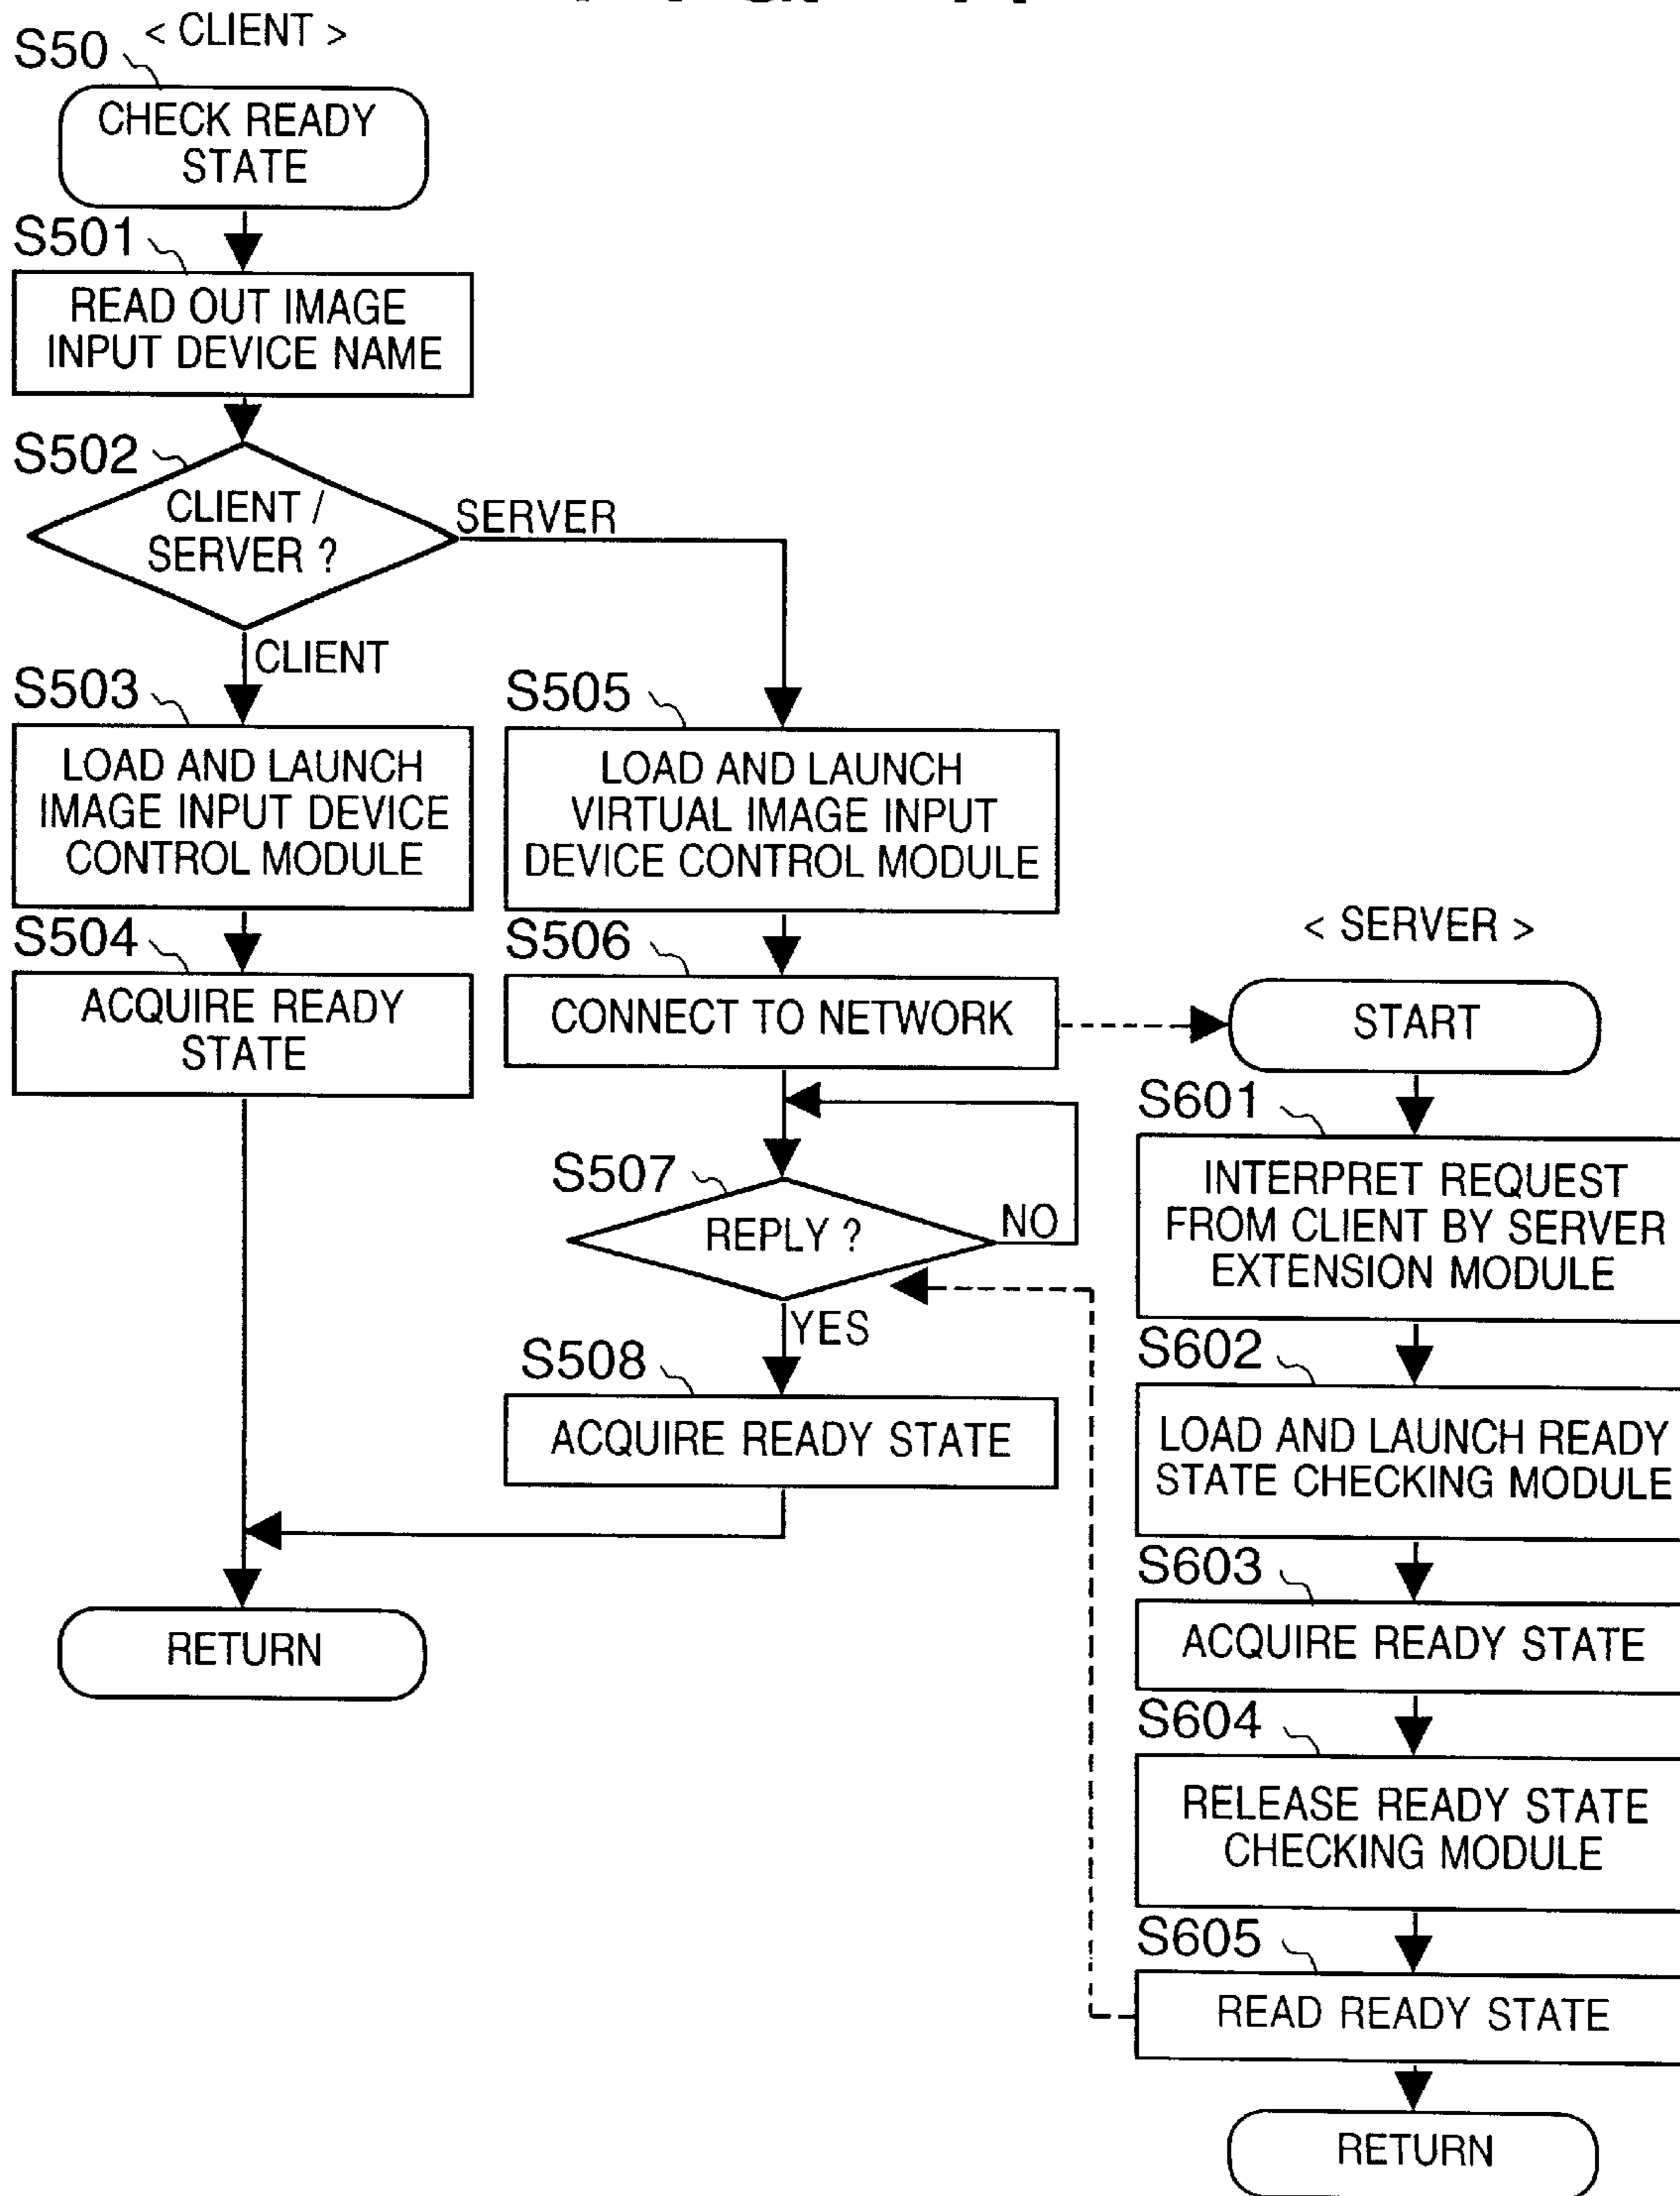 < CLIENT >
S50
CHECK READY
STATE
S501
READ OUT IMAGE
INPUT DEVICE NAME
S502
CLIENT /
SERVER ?
SERVER
CLIENT
S503
LOAD AND LAUNCH
IMAGE INPUT DEVICE
CONTROL MODULE
S504
ACQUIRE READY
STATE
S505
LOAD AND LAUNCH
VIRTUAL IMAGE INPUT
DEVICE CONTROL MODULE
S506
CONNECT TO NETWORK
S507
REPLY ?
NO
YES
S508
ACQUIRE READY STATE
RETURN
< SERVER >
START
S601
INTERPRET REQUEST
FROM CLIENT BY SERVER
EXTENSION MODULE
S602
LOAD AND LAUNCH READY
STATE CHECKING MODULE
S603
ACQUIRE READY STATE
S604
RELEASE READY STATE
CHECKING MODULE
S605
READ READY STATE
RETURN